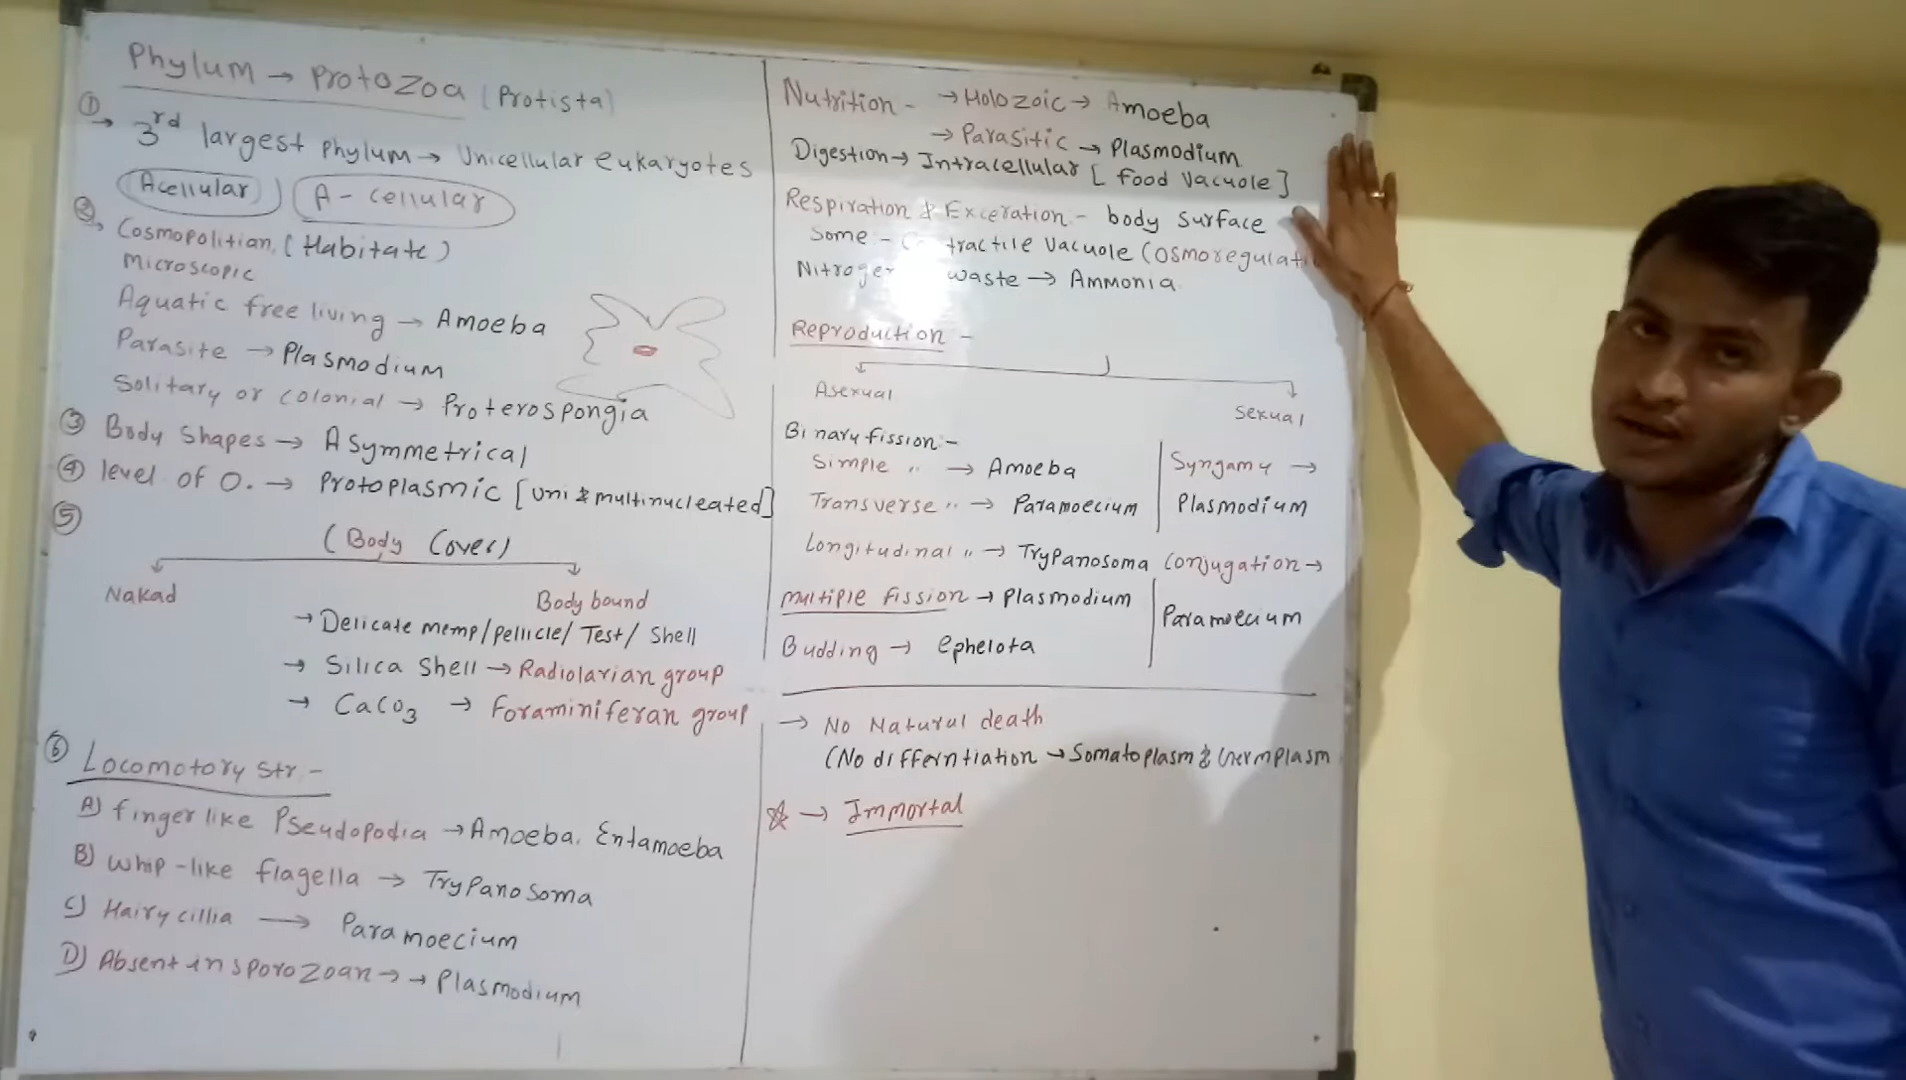 Phylum → Protozoa (Protista)
① → 3rd largest phylum → Unicellular eukaryotes
Acellular) (A - cellular
② Cosmopolitian (Habitate)
Microscopic
Aquatic free living → Amoeba
Parasite → Plasmodium
Solitary or colonial → Proterospongia
③ Body Shapes → Asymmetrical
④ level of O. → Protoplasmic [Uni & multinucleated]
⑤ (Body Cover)
Nakad Body bound
→ Delicate memp/pellicle/ Test/ Shell
→ Silica Shell → Radiolarian group
→ CaCO3 → Foraminiferan group
⑥ Locomotory Str -
A) finger like Pseudopodia → Amoeba, Entamoeba
B) whip-like flagella → Trypanosoma
C) Hairy cillia → Paramoecium
D) Absent in sporozoan → → Plasmodium
Nutrition - → Holozoic → Amoeba
→ Parasitic → Plasmodium
Digestion → Intracellular [ food vacuole ]
Respiration & Exceration - body surface
Some - vacuole (Osmoregulati
waste → Ammonia
Reproduction -
Asexual Sexual
Binary fission -
Simple " → Amoeba
Transverse " → Paramoecium
Longitudinal " → Trypanosoma
Multiple fission → Plasmodium
Budding → Ephelota
Syngamy →
Plasmodium
Conjugation →
Paramoecium
→ No Natural death
(No differntiation → Somatoplasm & Germplasm
☆ → Immortal